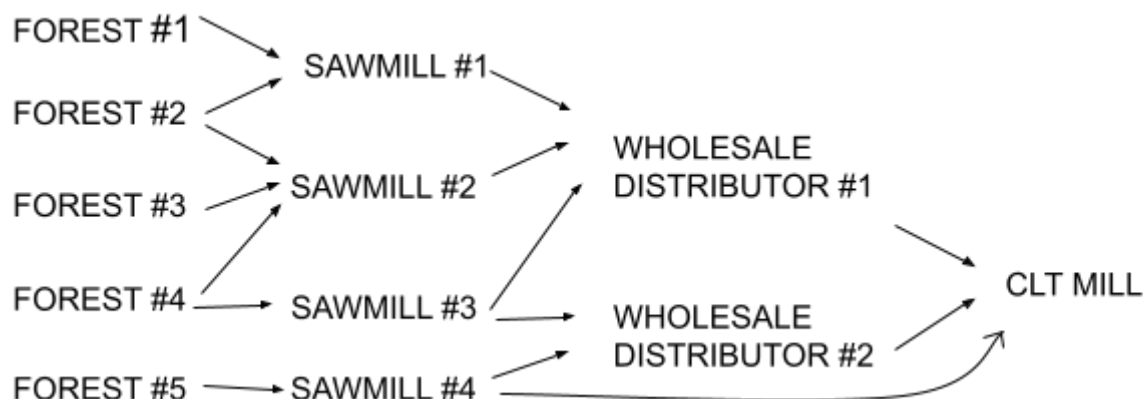 FOREST #1
FOREST #2
FOREST #3
FOREST #4
FOREST #5
SAWMILL #1
SAWMILL #2
SAWMILL #3
SAWMILL #4
WHOLESALE
DISTRIBUTOR #1
WHOLESALE
DISTRIBUTOR #2
CLT MILL